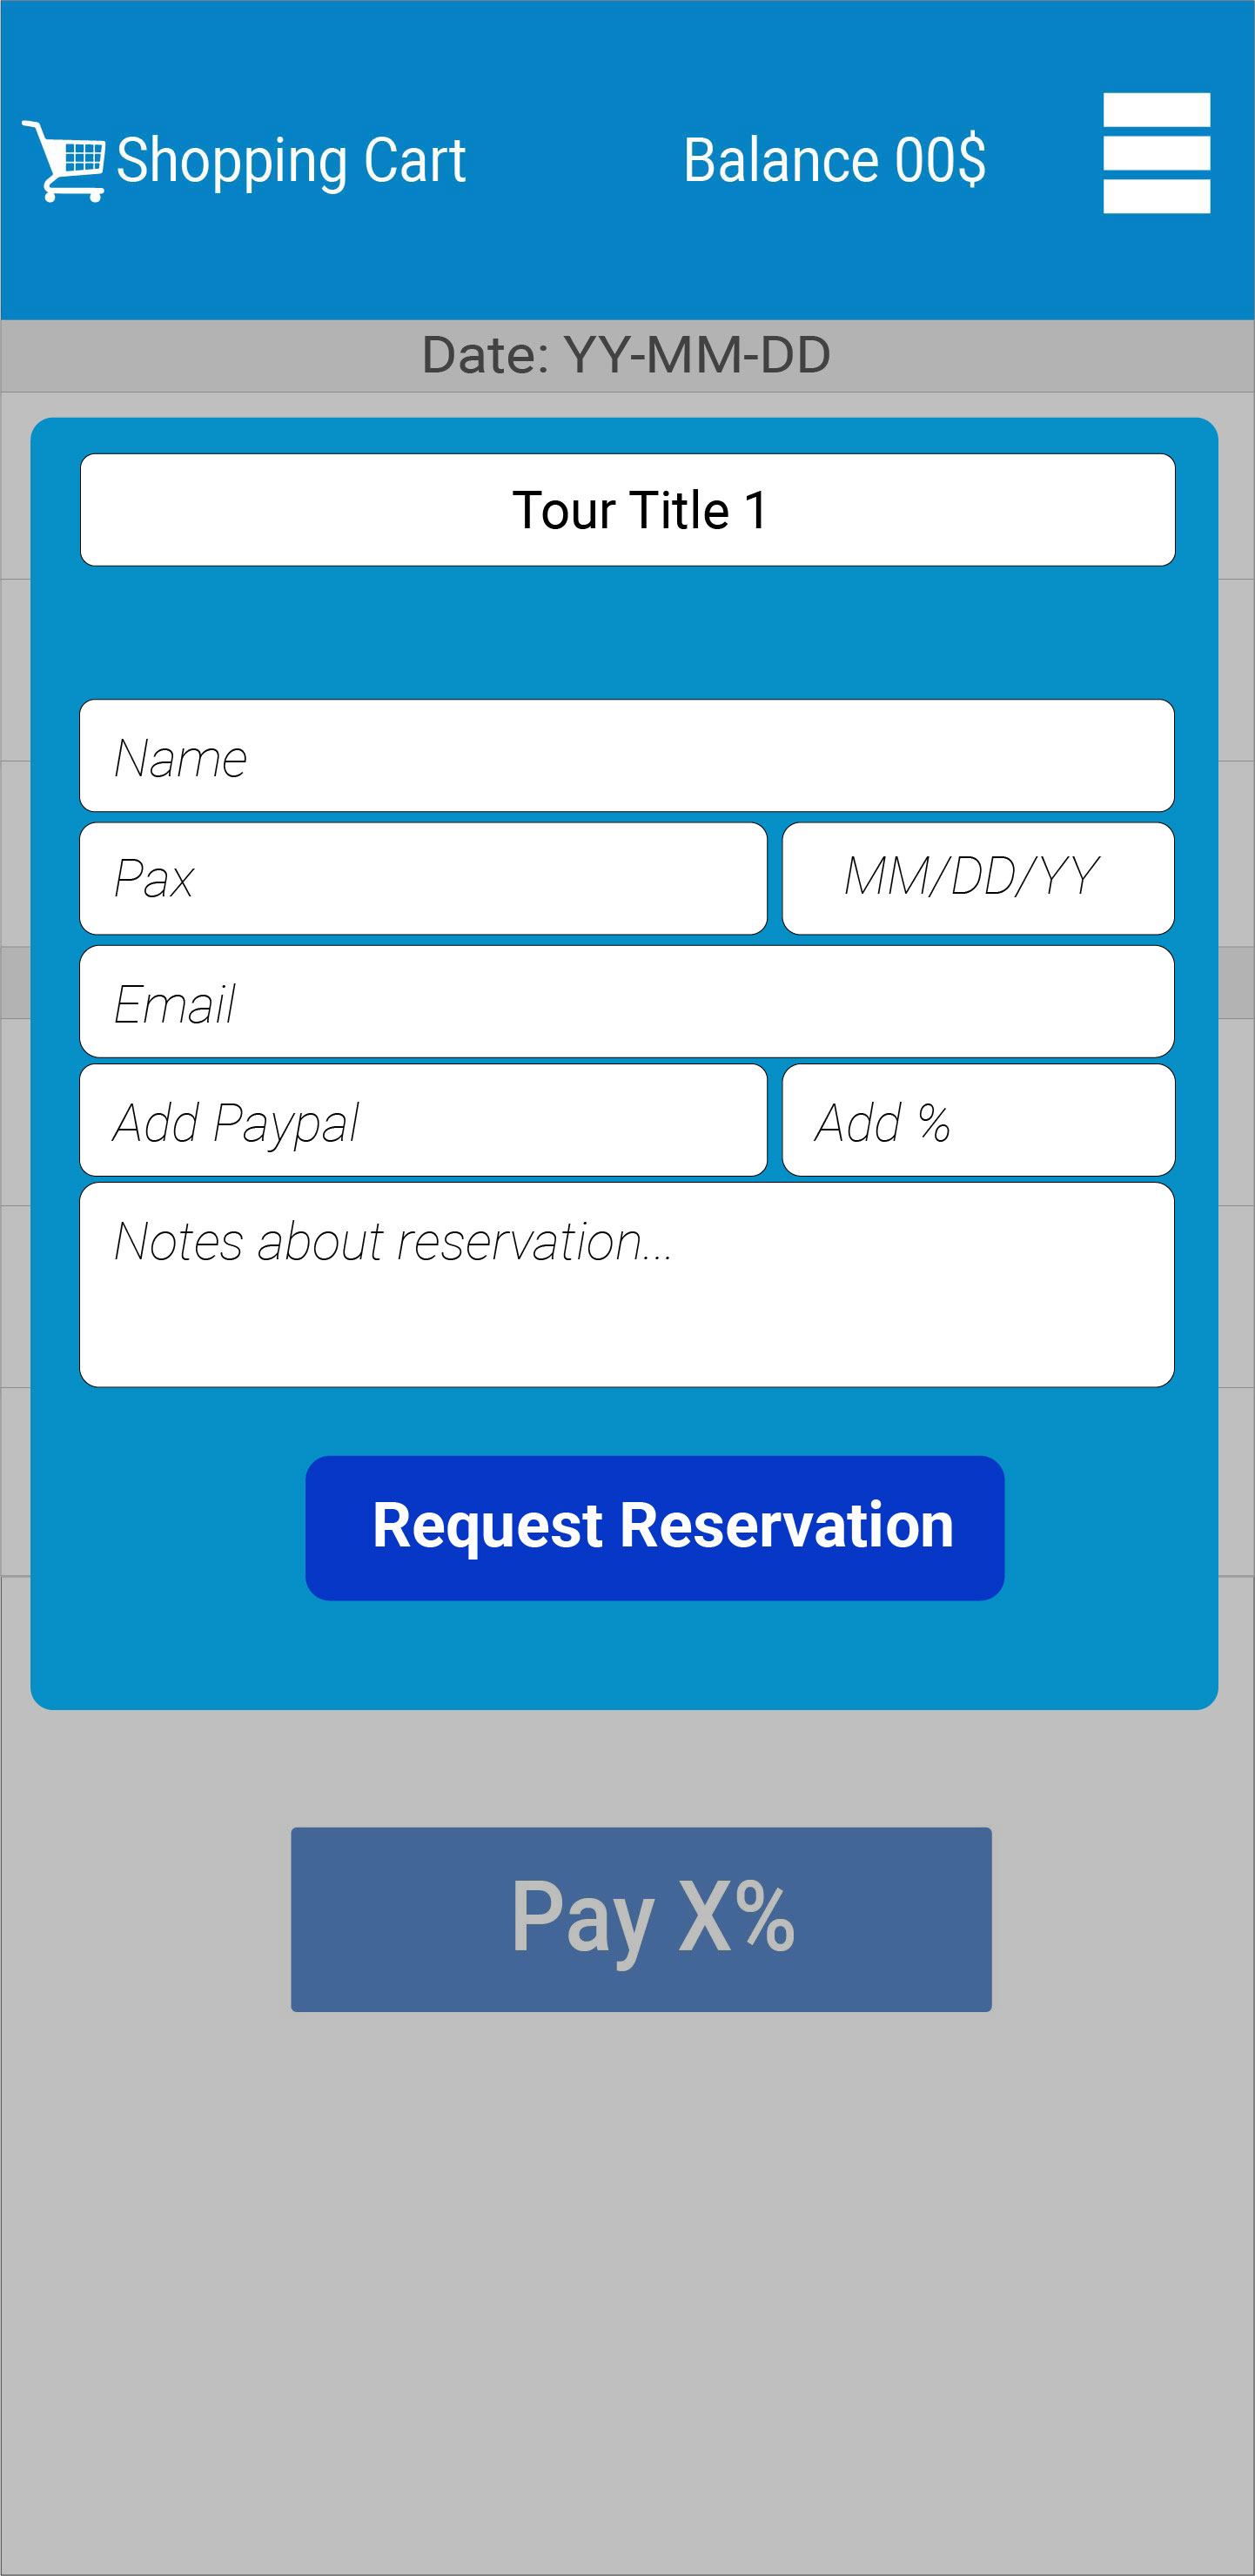 Shopping Cart Balance 00$
Date: YY-MM-DD
Tour Title 1
Name
Pax MM/DD/YY
Email
Add Paypal Add %
Notes about reservation...
Request Reservation
Pay X%